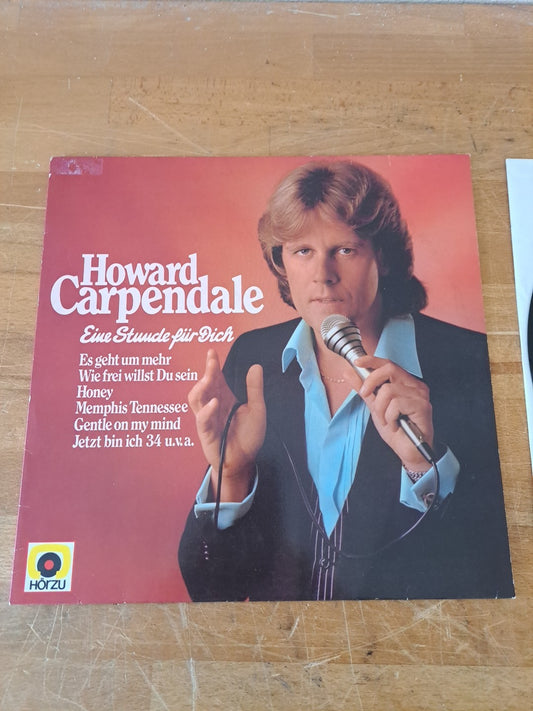 Howard
Carpendale
Eine Stunde für Dich
Es geht um mehr
Wie frei willst Du sein
Honey
Memphis Tennessee
Gentle on my mind
Jetzt bin ich 34 u.v.a.
HÖRZU